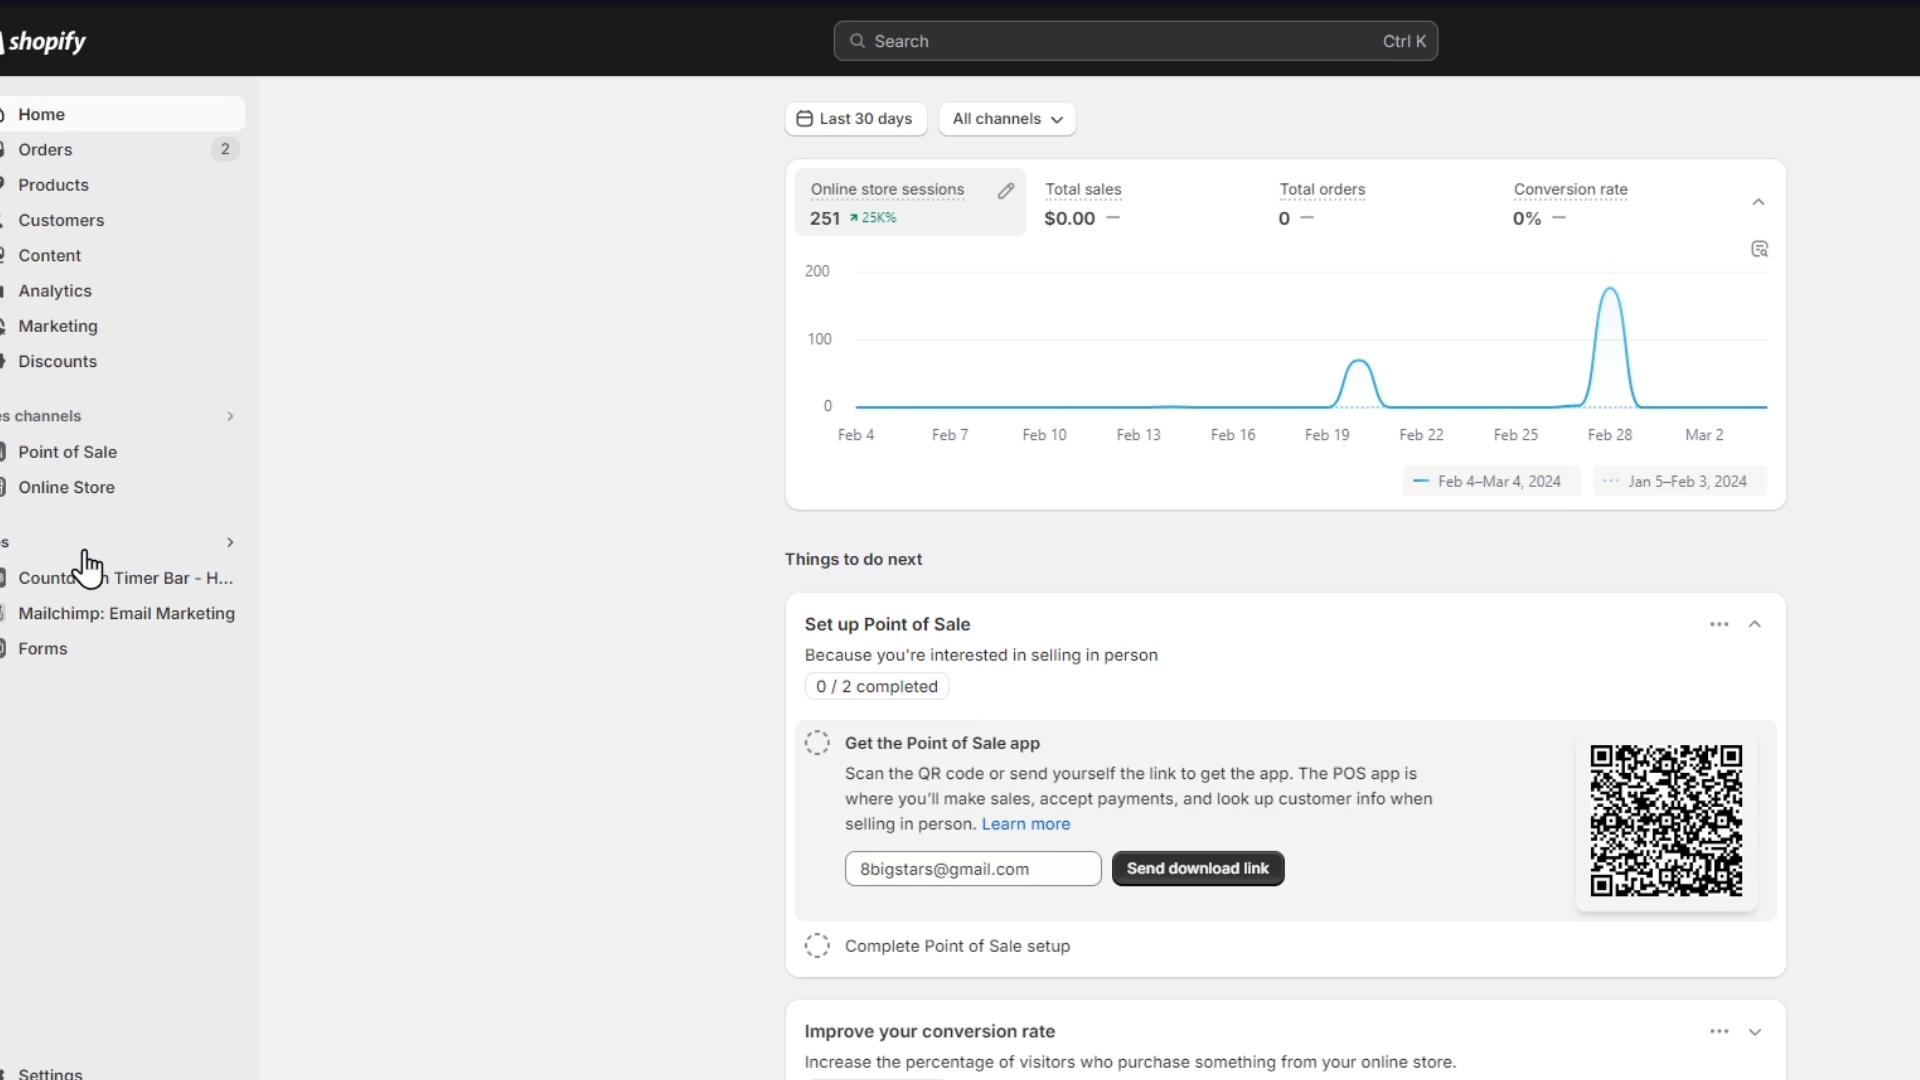 shopify
Search
Ctrl K
Home
Orders
2
Products
Customers
Content
Analytics
Marketing
Discounts
es channels
Point of Sale
Online Store
s
Timer Bar - H...
Mailchimp: Email Marketing
Forms
Settings
Last 30 days
All channels
Online store sessions
251 25K%
Total sales
$0.00 —
Total orders
0 —
Conversion rate
0% —
200
100
0
Feb 4
Feb 7
Feb 10
Feb 13
Feb 16
Feb 19
Feb 22
Feb 25
Feb 28
Mar 2
Feb 4–Mar 4, 2024
Jan 5–Feb 3, 2024
Things to do next
Set up Point of Sale
Because you're interested in selling in person
0 / 2 completed
Get the Point of Sale app
Scan the QR code or send yourself the link to get the app. The POS app is
where you'll make sales, accept payments, and look up customer info when
selling in person. Learn more
8bigstars@gmail.com
Send download link
Complete Point of Sale setup
Improve your conversion rate
Increase the percentage of visitors who purchase something from your online store.